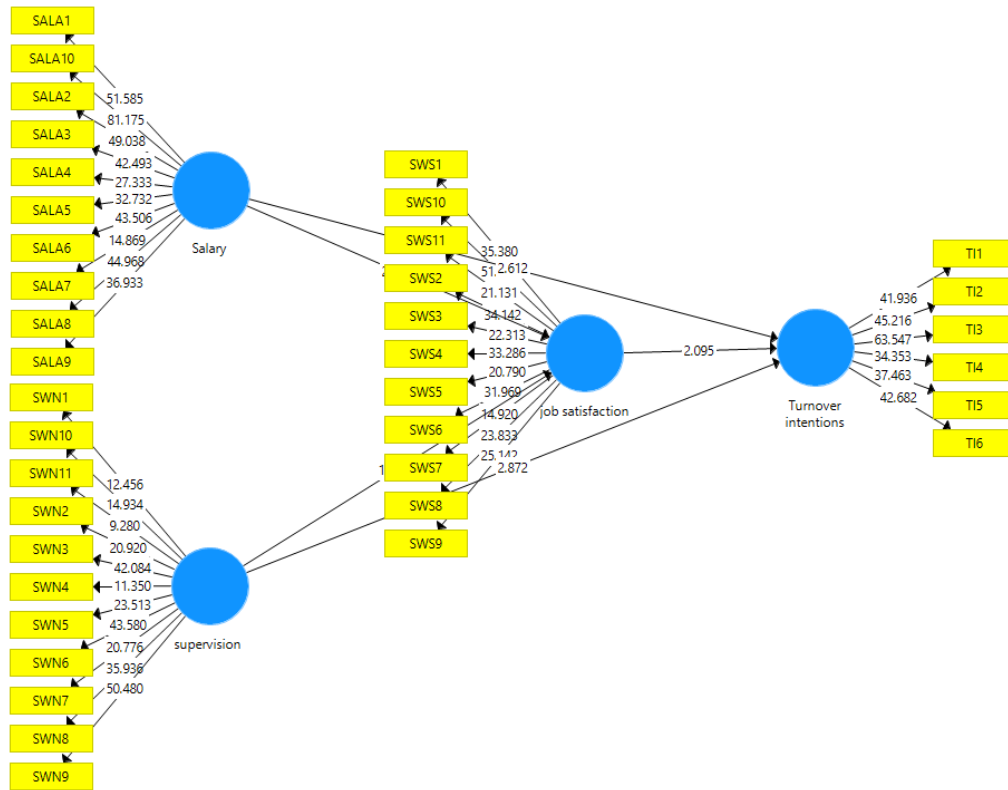 SALA1
SALA10
SALA2
SALA3
SALA4
SALA5
SALA6
SALA7
SALA8
SALA9
51.585
81.175
49.038
42.493
27.333
32.732
43.506
14.869
44.968
36.933
Salary
SWN1
SWN10
SWN11
SWN2
SWN3
SWN4
SWN5
SWN6
SWN7
SWN8
SWN9
12.456
14.934
9.280
20.920
42.084
11.350
23.513
43.580
20.776
35.936
50.480
supervision
SWS1
SWS10
SWS11
SWS2
SWS3
SWS4
SWS5
SWS6
SWS7
SWS8
SWS9
35.380
51.
2.612
21.131
34.142
22.313
33.286
20.790
31.969
14.920
23.833
25.142
2.872
job satisfaction
2.095
Turnover
intentions
41.936
45.216
63.547
34.353
37.463
42.682
TI1
TI2
TI3
TI4
TI5
TI6